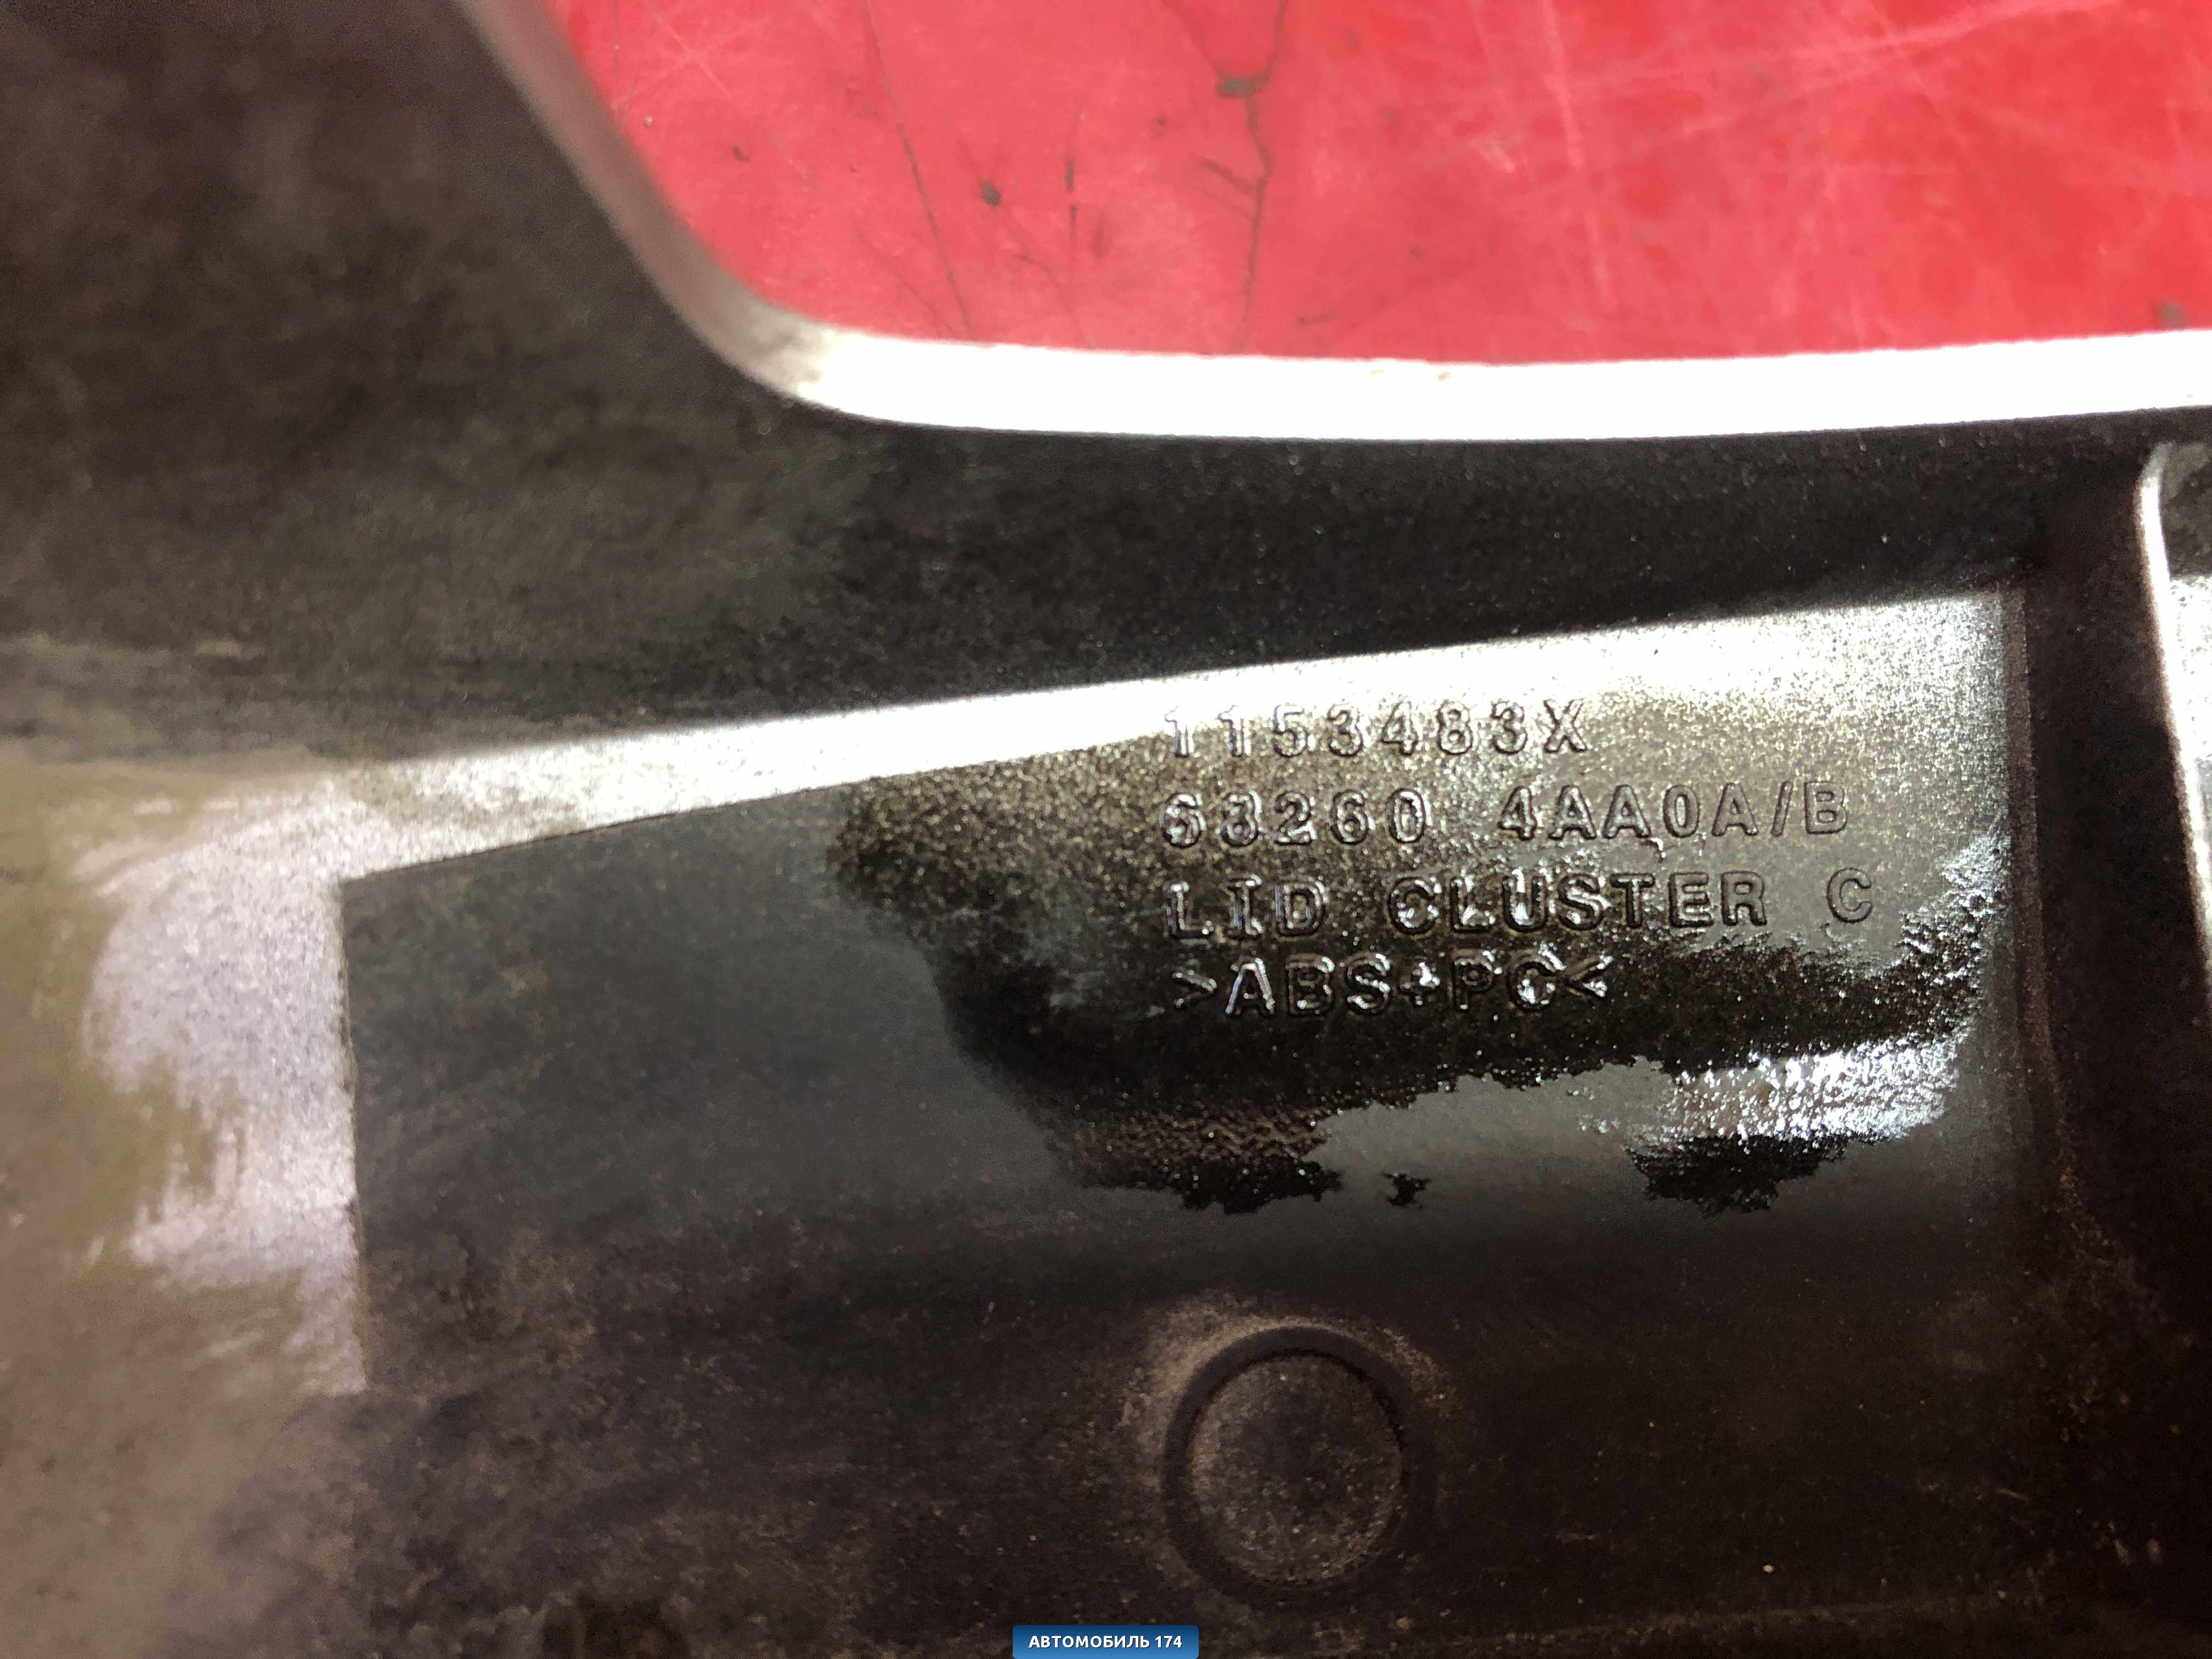 1153483X
68260 4AA0A/B
LID CLUSTER C
>ABS+PC<
АВТОМОБИЛЬ 174